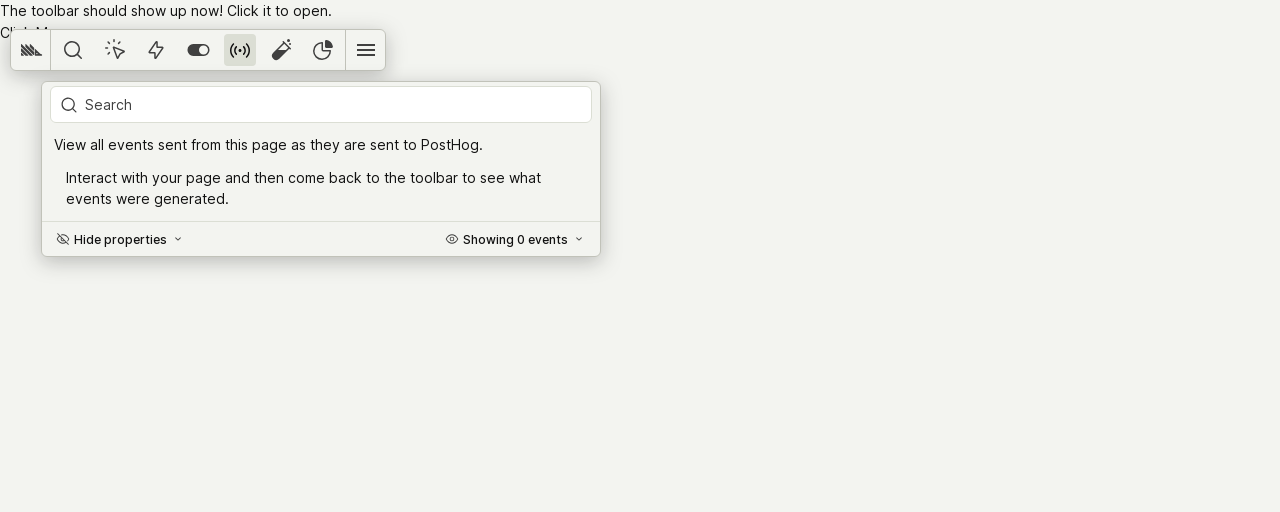 The toolbar should show up now! Click it to open.
Search
View all events sent from this page as they are sent to PostHog.
Interact with your page and then come back to the toolbar to see what
events were generated.
Hide properties
Showing 0 events